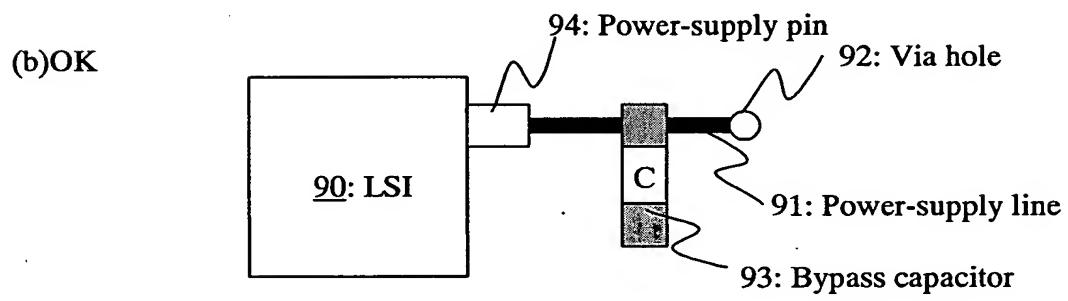 94: Power-supply pin
(b)OK
92: Via hole
90: LSI
C
91: Power-supply line
93: Bypass capacitor